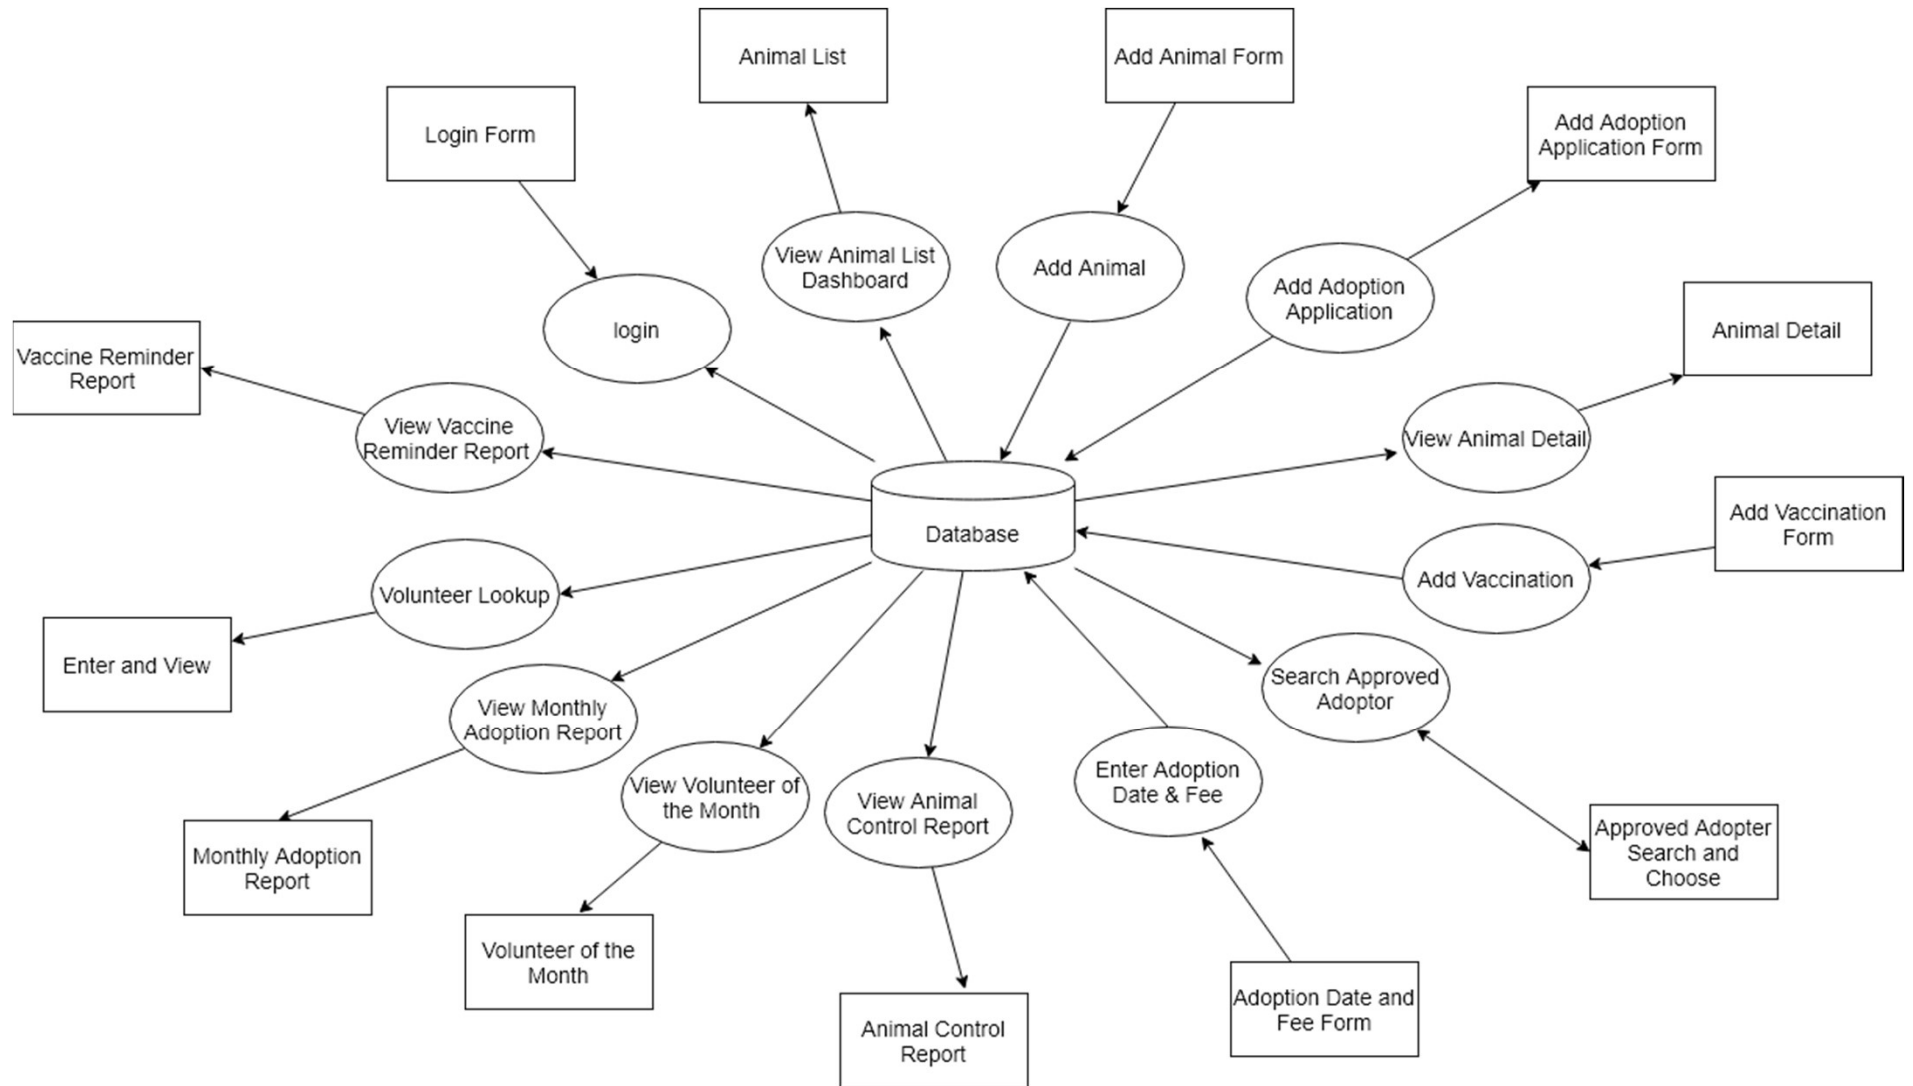 Animal List
Add Animal Form
Login Form
Add Adoption
Application Form
View Animal List
Dashboard
Add Animal
Add Adoption
Application
login
Animal Detail
Vaccine Reminder
Report
View Vaccine
Reminder Report
View Animal Detail
Database
Add Vaccination
Form
Volunteer Lookup
Add Vaccination
Enter and View
Search Approved
Adoptor
View Monthly
Adoption Report
View Volunteer of
the Month
View Animal
Control Report
Enter Adoption
Date & Fee
Monthly Adoption
Report
Approved Adopter
Search and
Choose
Volunteer of the
Month
Animal Control
Report
Adoption Date and
Fee Form